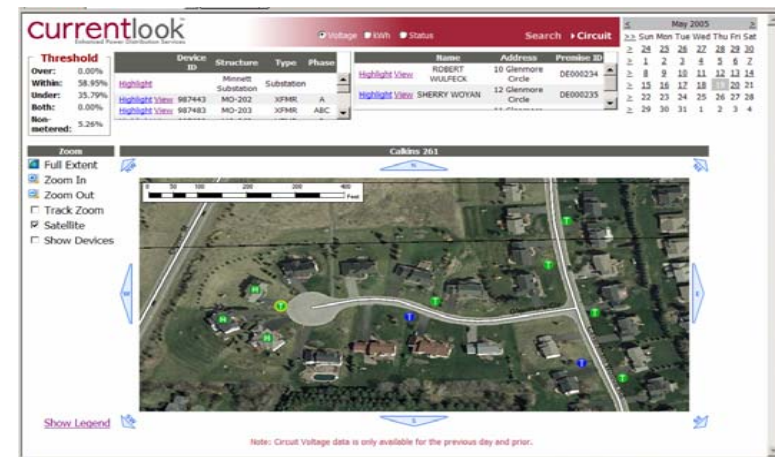 currentlook
Enhanced Power Distribution Services
Voltage kWh Status
Search Circuit
Threshold
Over: 0.00%
Within: 58.95%
Under: 35.79%
Both: 0.00%
Non-metered: 5.26%
Device ID Structure Type Phase
Highlight Minnett Substation Substation
Highlight View 987443 MO-202 XFMR A
Highlight View 987483 MO-203 XFMR ABC
Name Address Premise ID
Highlight View ROBERT WULFECK 10 Glenmore Circle DE000234
Highlight View SHERRY WOYAN 12 Glenmore Circle DE000235
< May 2005 >
>> Sun Mon Tue Wed Thu Fri Sat
> 24 25 26 27 28 29 30
> 1 2 3 4 5 6 7
> 8 9 10 11 12 13 14
> 15 16 17 18 19 20 21
> 22 23 24 25 26 27 28
> 29 30 31 1 2 3 4
Zoom
Full Extent
Zoom In
Zoom Out
Track Zoom
Satellite
Show Devices
Show Legend
Calkins 261
N
0 50 100 200 300 400
Feet
W
E
H
H
H
T
T
T
T
T
T
T
S
Note: Circuit Voltage data is only available for the previous day and prior.